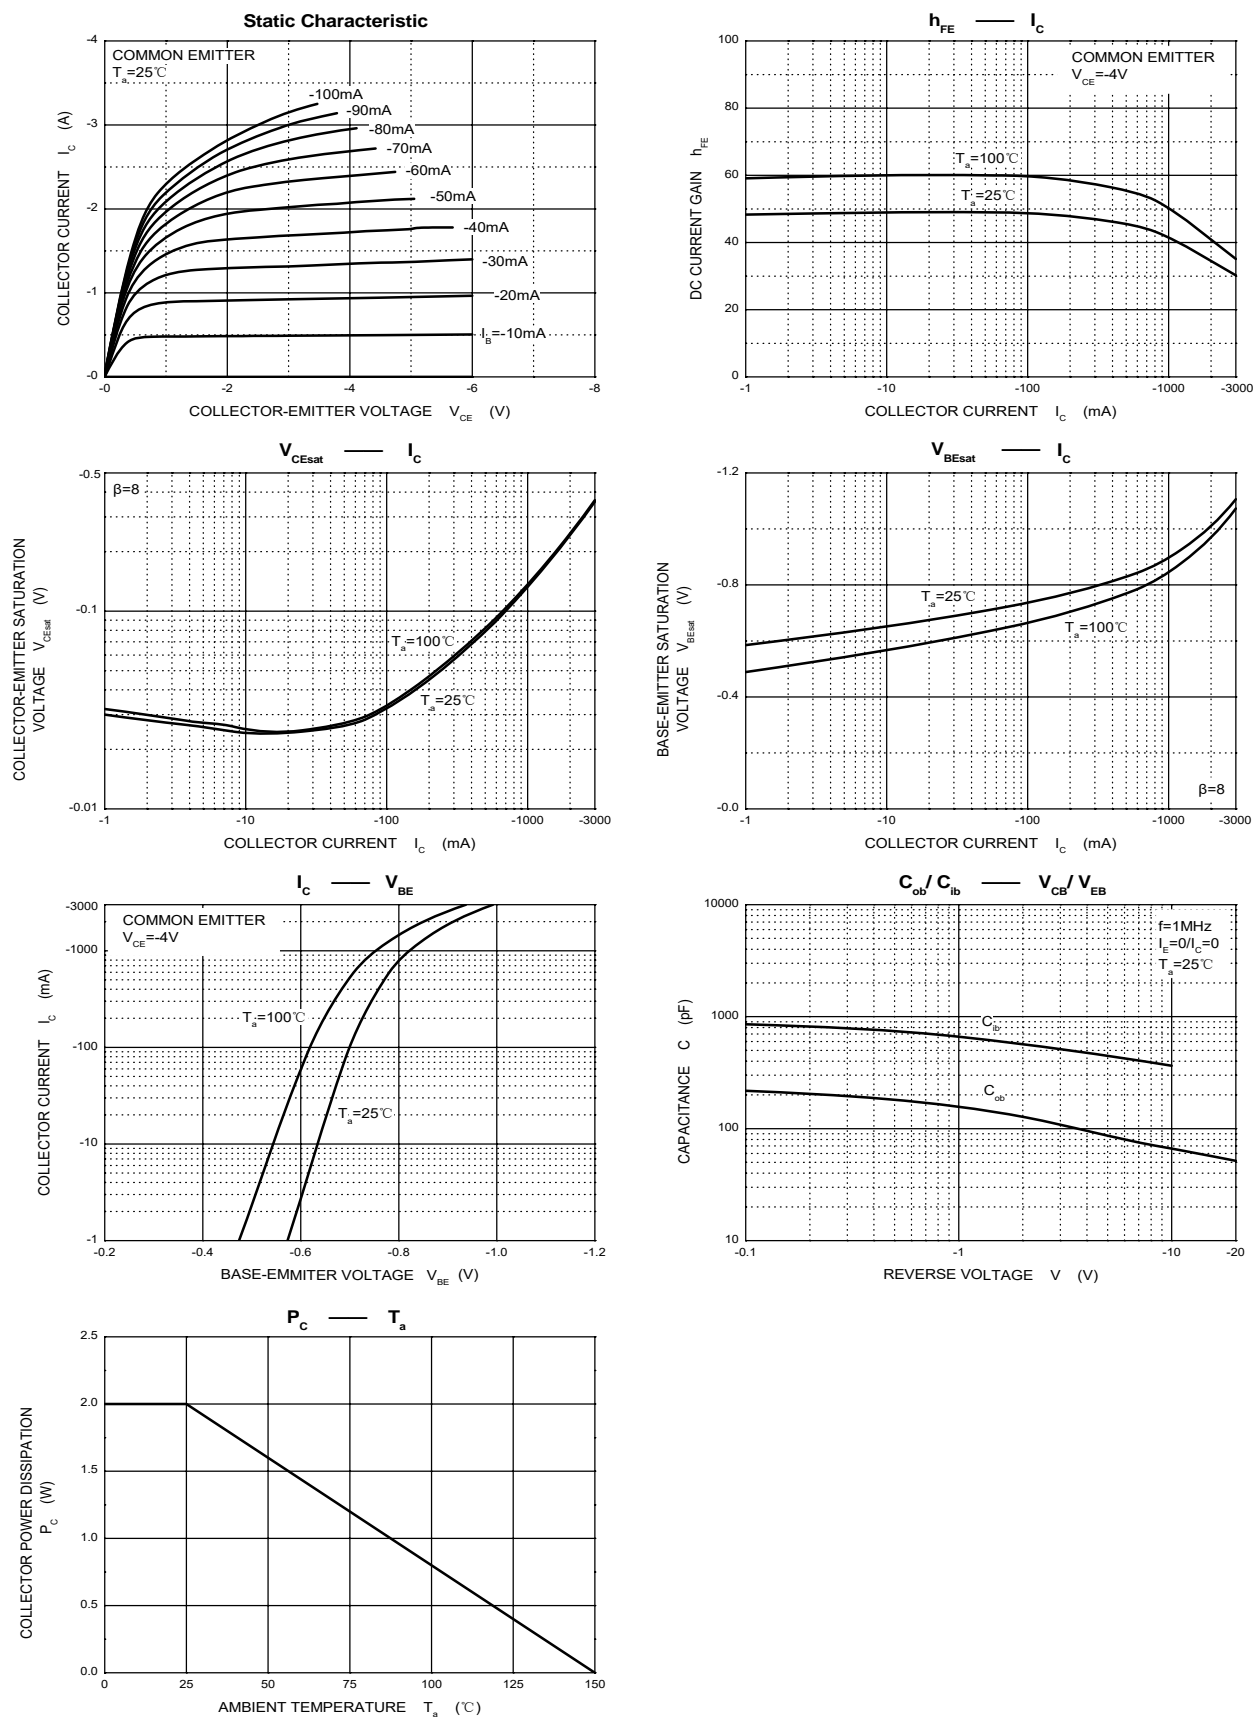 Static Characteristic
COMMON EMITTER
Ta=25℃
-100mA
-90mA
-80mA
-70mA
-60mA
-50mA
-40mA
-30mA
-20mA
IB=-10mA
-4
-3
-2
-1
-0
-0
-2
-4
-6
-8
COLLECTOR CURRENT IC (A)
COLLECTOR-EMITTER VOLTAGE VCE (V)
hFE —— IC
COMMON EMITTER
VCE=-4V
Ta=100℃
Ta=25℃
100
80
60
40
20
0
-1
-10
-100
-1000
-3000
DC CURRENT GAIN hFE
COLLECTOR CURRENT IC (mA)
VCEsat —— IC
β=8
Ta=100℃
Ta=25℃
-0.5
-0.1
-0.01
-1
-10
-100
-1000
-3000
COLLECTOR-EMITTER SATURATION
VOLTAGE VCEsat (V)
COLLECTOR CURRENT IC (mA)
VBEsat —— IC
Ta=25℃
Ta=100℃
β=8
-1.2
-0.8
-0.4
-0.0
-1
-10
-100
-1000
-3000
BASE-EMITTER SATURATION
VOLTAGE VBEsat (V)
COLLECTOR CURRENT IC (mA)
IC —— VBE
COMMON EMITTER
VCE=-4V
Ta=100℃
Ta=25℃
-3000
-1000
-100
-10
-1
-0.2
-0.4
-0.6
-0.8
-1.0
-1.2
COLLECTOR CURRENT IC (mA)
BASE-EMMITER VOLTAGE VBE (V)
Cob/ Cib —— VCB/ VEB
f=1MHz
IE=0/IC=0
Ta=25℃
Cib
Cob
10000
1000
100
10
-0.1
-1
-10
-20
CAPACITANCE C (pF)
REVERSE VOLTAGE V (V)
PC —— Ta
2.5
2.0
1.5
1.0
0.5
0.0
0
25
50
75
100
125
150
COLLECTOR POWER DISSIPATION
PC (W)
AMBIENT TEMPERATURE Ta (℃)